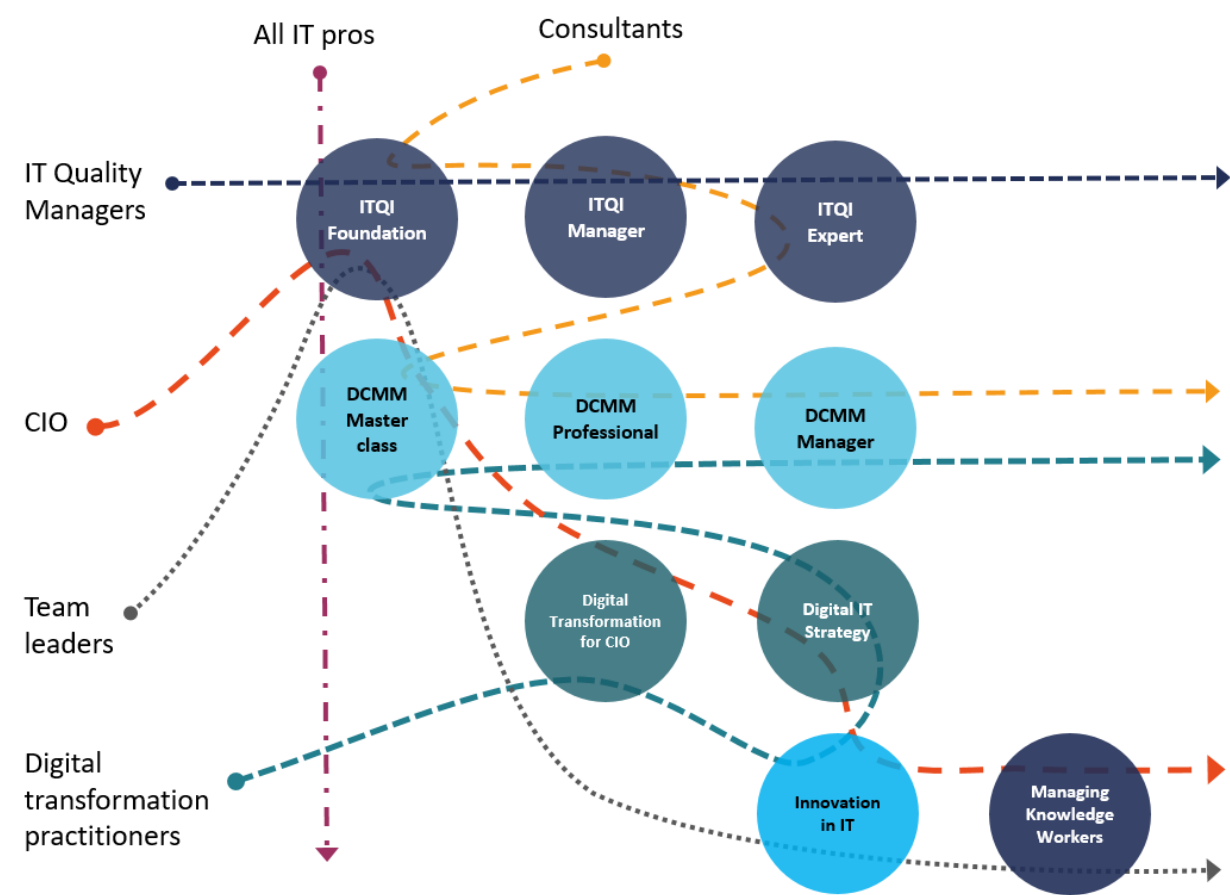 All IT pros
Consultants
IT Quality
Managers
ITQI
Foundation
ITQI
Manager
ITQI
Expert
CIO
DCMM
Master
class
DCMM
Professional
DCMM
Manager
Team
leaders
Digital
Transformation
for CIO
Digital IT
Strategy
Digital
transformation
practitioners
Innovation
in IT
Managing
Knowledge
Workers